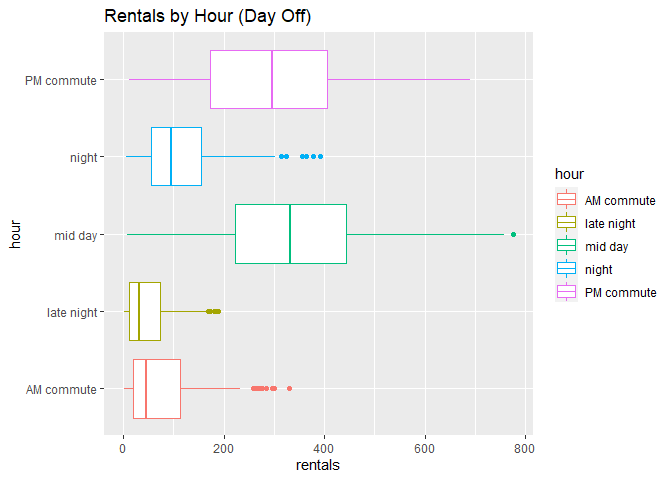 Rentals by Hour (Day Off)
PM commute
night
mid day
late night
AM commute
hour
0
200
400
600
800
rentals
hour
AM commute
late night
mid day
night
PM commute